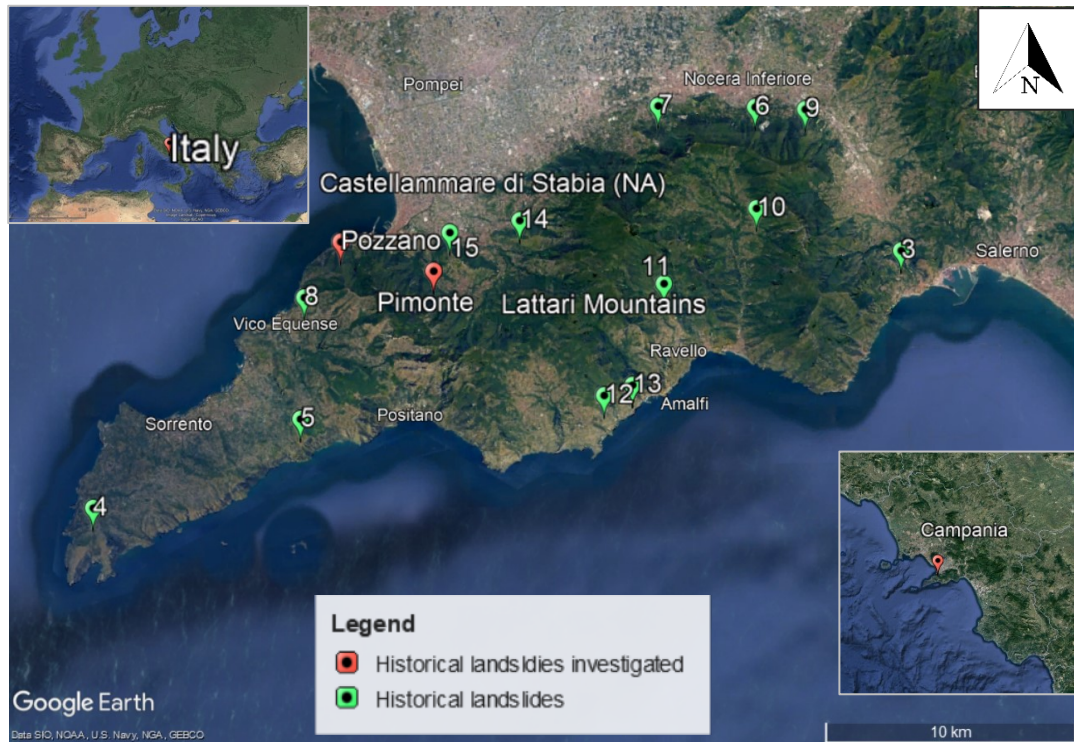 Italy
Pompei
Nocera Inferiore
N
7
6
9
Castellammare di Stabia (NA)
14
10
Pozzano
15
3
Salerno
11
Pimonte
Lattari Mountains
8
Vico Equense
Ravello
12
13
Amalfi
Sorrento
5
Positano
4
Campania
Legend
Historical landsldies investigated
Historical landslides
Google Earth
Data SIO, NOAA, U.S. Navy, NGA, GEBCO
10 km